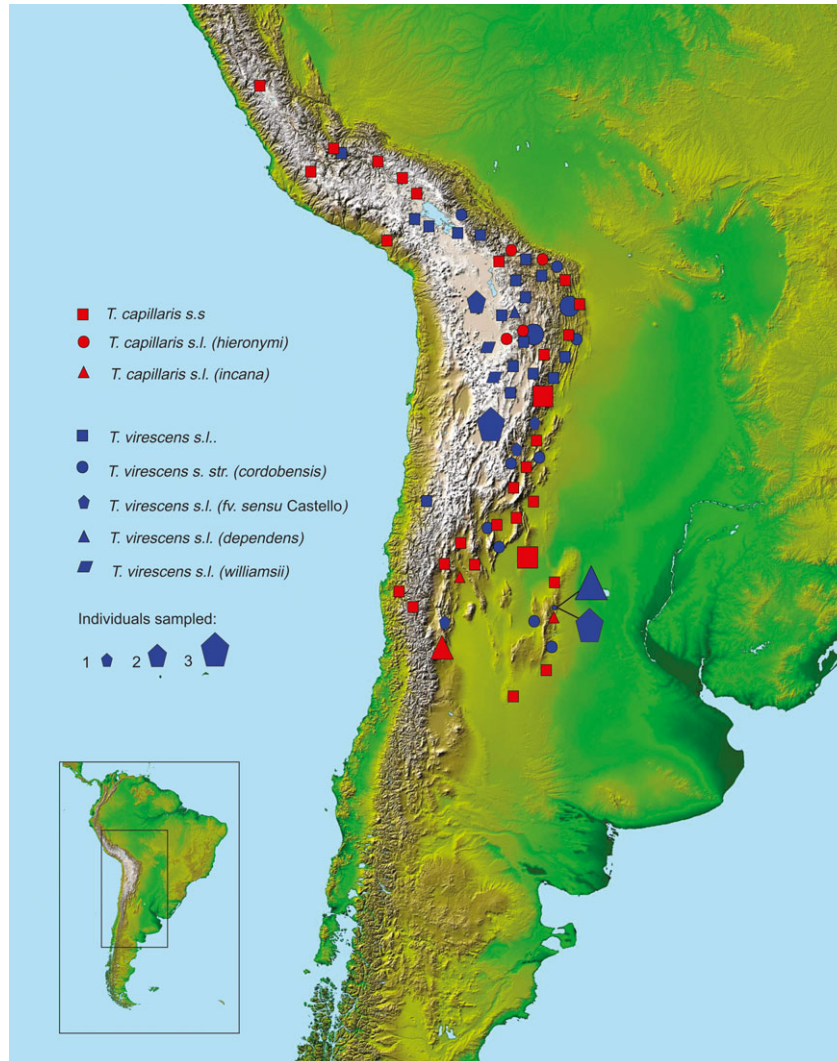 T. capillaris s.s
T. capillaris s.l. (hieronymi)
T. capillaris s.l. (incana)
T. virescens s.l..
T. virescens s. str. (cordobensis)
T. virescens s.l. (fv. sensu Castello)
T. virescens s.l. (dependens)
T. virescens s.l. (williamsii)
Individuals sampled:
1 2 3